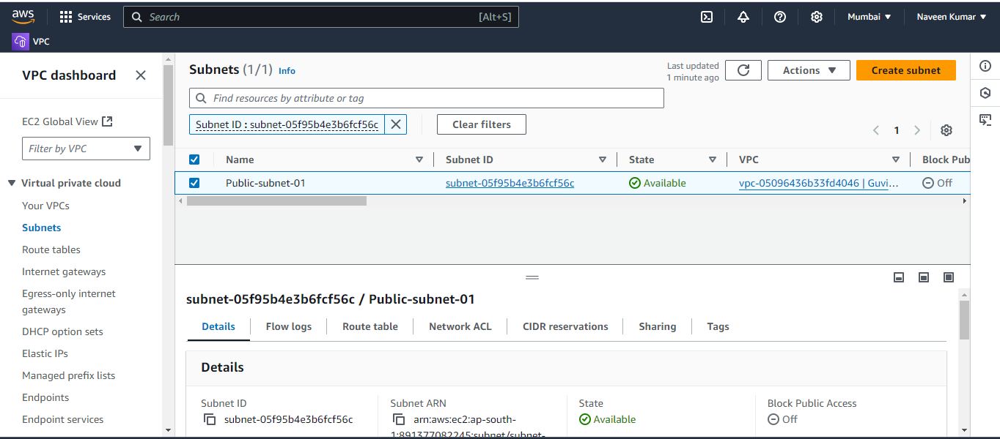 aws
Services
Search
[Alt+S]
Mumbai
Naveen Kumar
VPC
VPC dashboard
EC2 Global View
Filter by VPC
Virtual private cloud
Your VPCs
Subnets
Route tables
Internet gateways
Egress-only internet
gateways
DHCP option sets
Elastic IPs
Managed prefix lists
Endpoints
Endpoint services
Subnets (1/1) Info
Last updated
1 minute ago
Actions
Create subnet
Find resources by attribute or tag
Subnet ID : subnet-05f95b4e3b6fcf56c
Clear filters
1
Name Subnet ID State VPC Block Pub
Public-subnet-01 subnet-05f95b4e3b6fcf56c Available vpc-05096436b33fd4046 | Guvi... Off
subnet-05f95b4e3b6fcf56c / Public-subnet-01
Details Flow logs Route table Network ACL CIDR reservations Sharing Tags
Details
Subnet ID
subnet-05f95b4e3b6fcf56c
Subnet ARN
arn:aws:ec2:ap-south-
1:891377082245:subnet/subnet-
State
Available
Block Public Access
Off